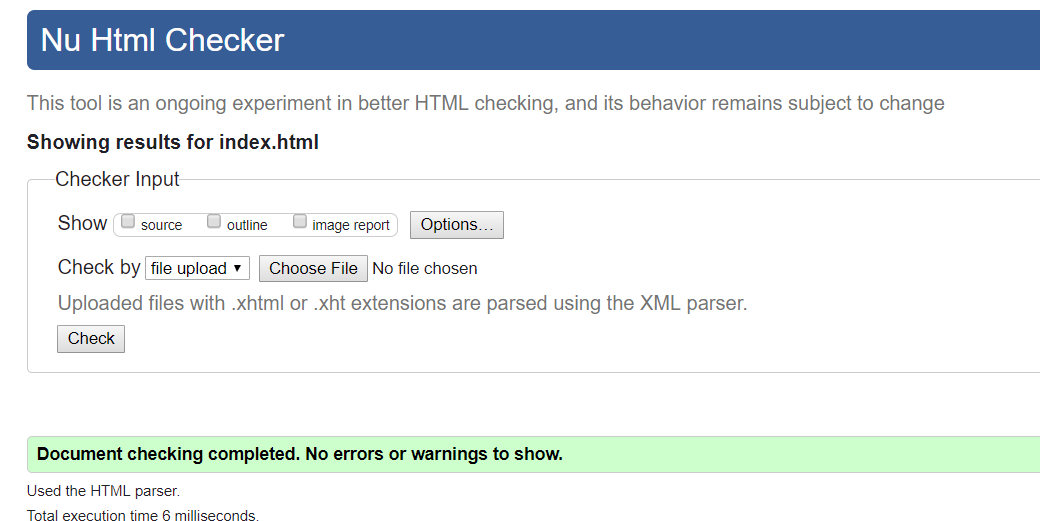 Nu Html Checker
This tool is an ongoing experiment in better HTML checking, and its behavior remains subject to change
Showing results for index.html
Checker Input
Show source outline image report Options...
Check by file upload Choose File No file chosen
Uploaded files with .xhtml or .xht extensions are parsed using the XML parser.
Check
Document checking completed. No errors or warnings to show.
Used the HTML parser.
Total execution time 6 milliseconds.